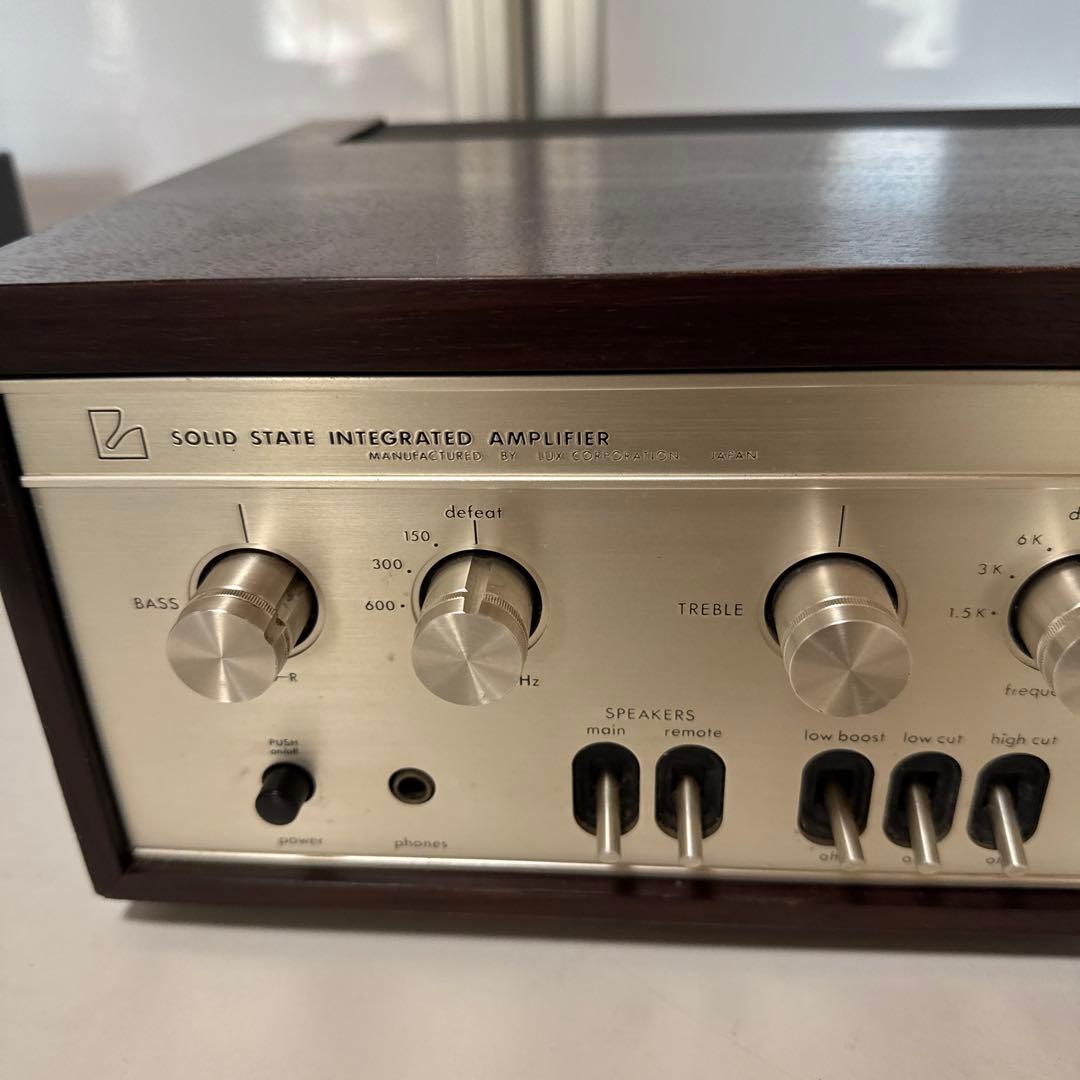 SOLID STATE INTEGRATED AMPLIFIER
MANUFACTURED BY LUX CORPORATION JAPAN
defeat
150
300
600
BASS
Hz
TREBLE
6K
3K
1.5K
SPEAKERS
main remote
low boost low cut high cut
PUSH
on/off
power
phones